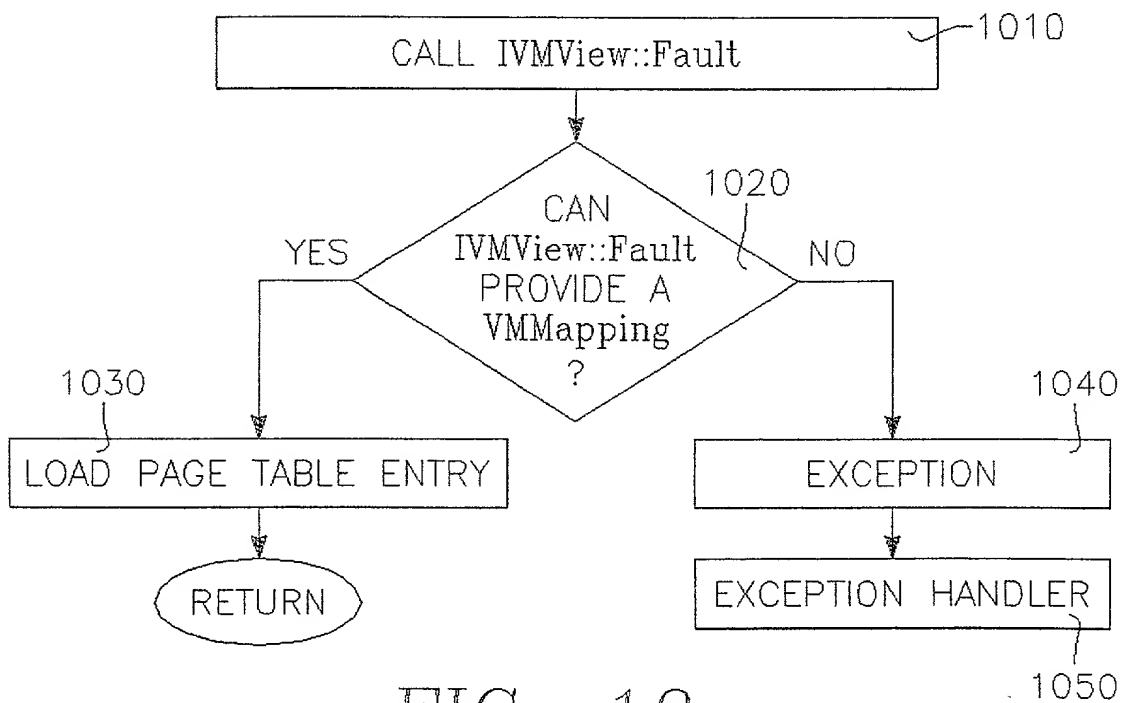 1010
CALL IVMView::Fault
1020
CAN
IVMView::Fault
PROVIDE A
VMMapping
?
YES
NO
1030
LOAD PAGE TABLE ENTRY
RETURN
1040
EXCEPTION
EXCEPTION HANDLER
1050